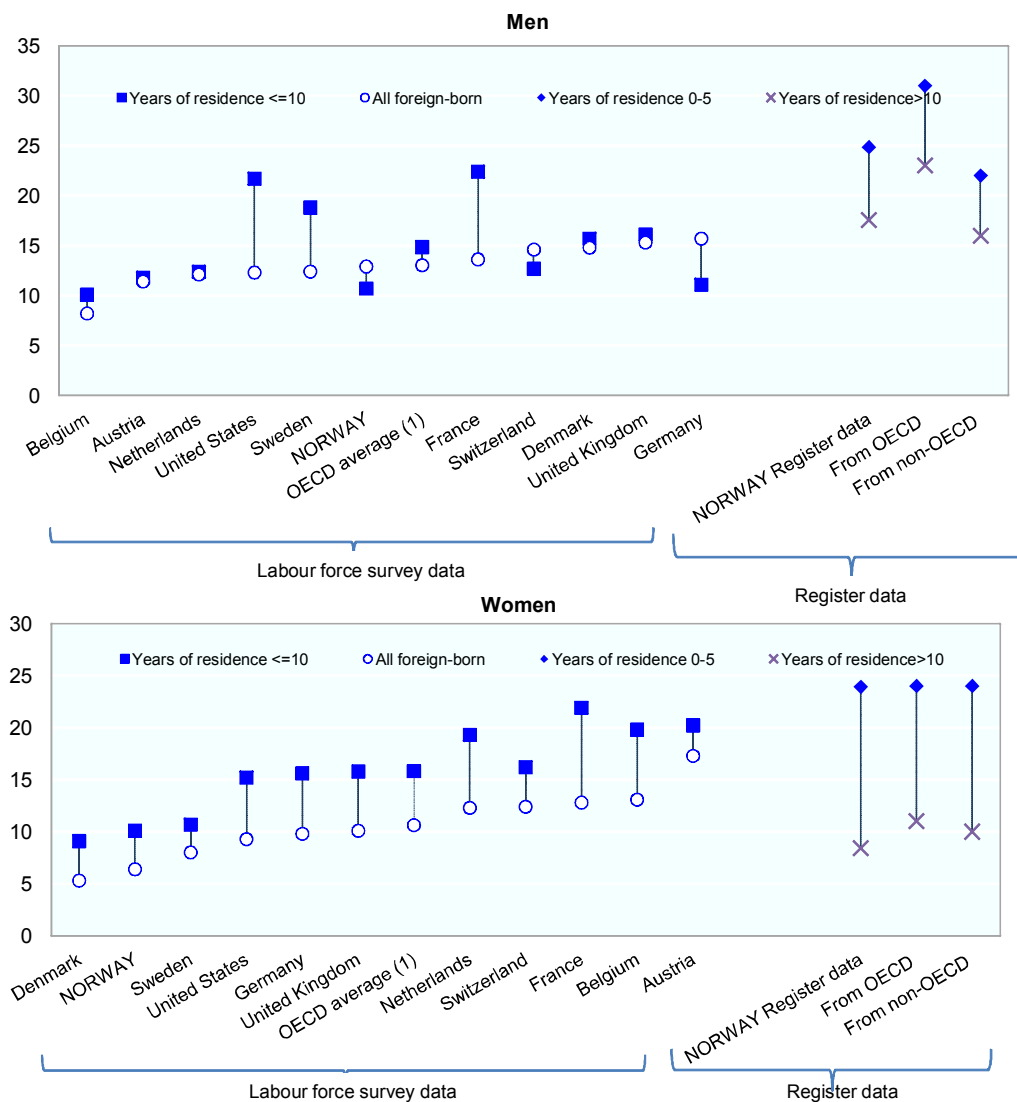 Men
35
30
25
20
15
10
5
0
Years of residence <=10 All foreign-born Years of residence 0-5 Years of residence>10
Belgium
Austria
Netherlands
United States
Sweden
NORWAY
OECD average (1)
France
Switzerland
Denmark
United Kingdom
Germany
NORWAY Register data
From OECD
From non-OECD
Labour force survey data
Register data
Women
30
25
20
15
10
5
0
Years of residence <=10 All foreign-born Years of residence 0-5 Years of residence>10
Denmark
NORWAY
Sweden
United States
Germany
United Kingdom
OECD average (1)
Netherlands
Switzerland
France
Belgium
Austria
NORWAY Register data
From OECD
From non-OECD
Labour force survey data
Register data